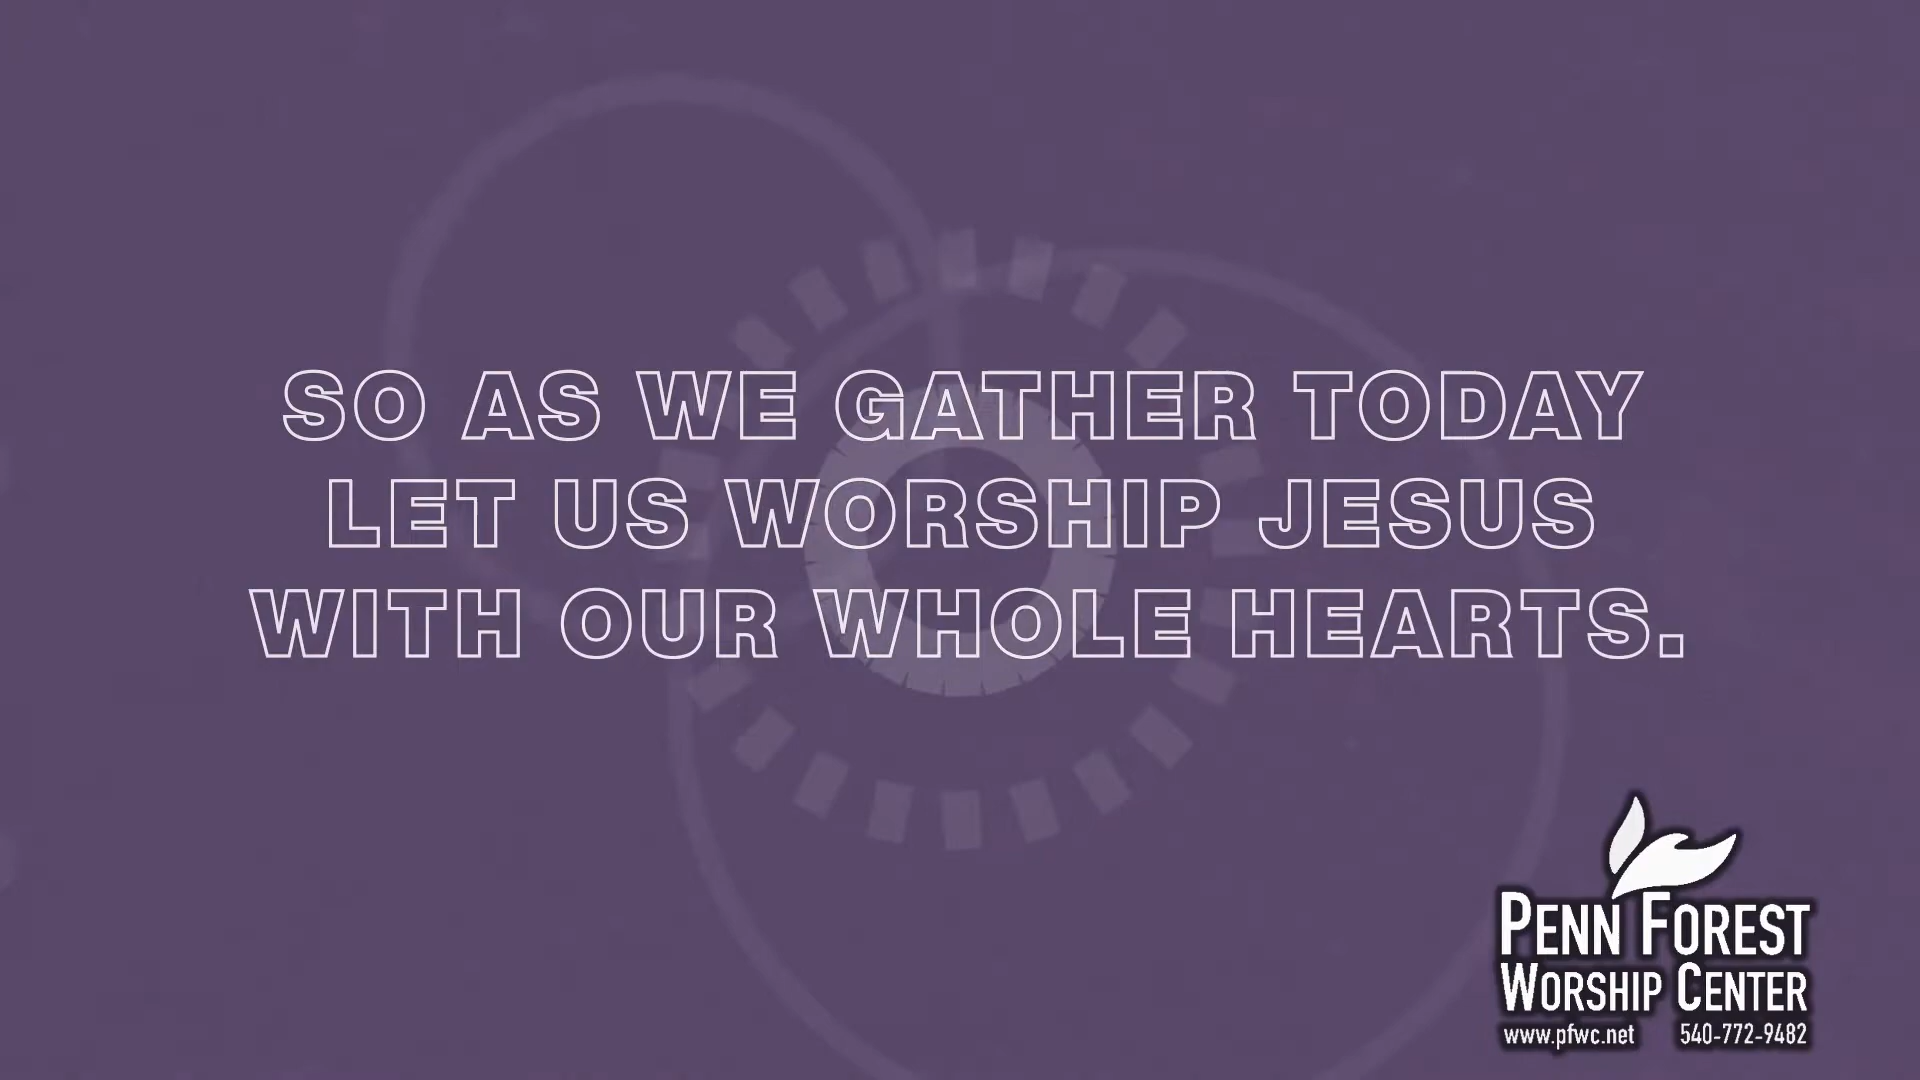 SO AS WE GATHER TODAY
LET US WORSHIP JESUS
WITH OUR WHOLE HEARTS.
PENN FOREST
WORSHIP CENTER
www.pfwc.net 540-772-9482